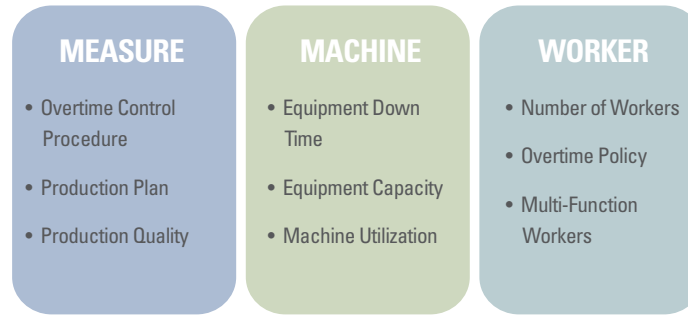 MEASURE
• Overtime Control
Procedure
• Production Plan
• Production Quality
MACHINE
• Equipment Down
Time
• Equipment Capacity
• Machine Utilization
WORKER
• Number of Workers
• Overtime Policy
• Multi-Function
Workers